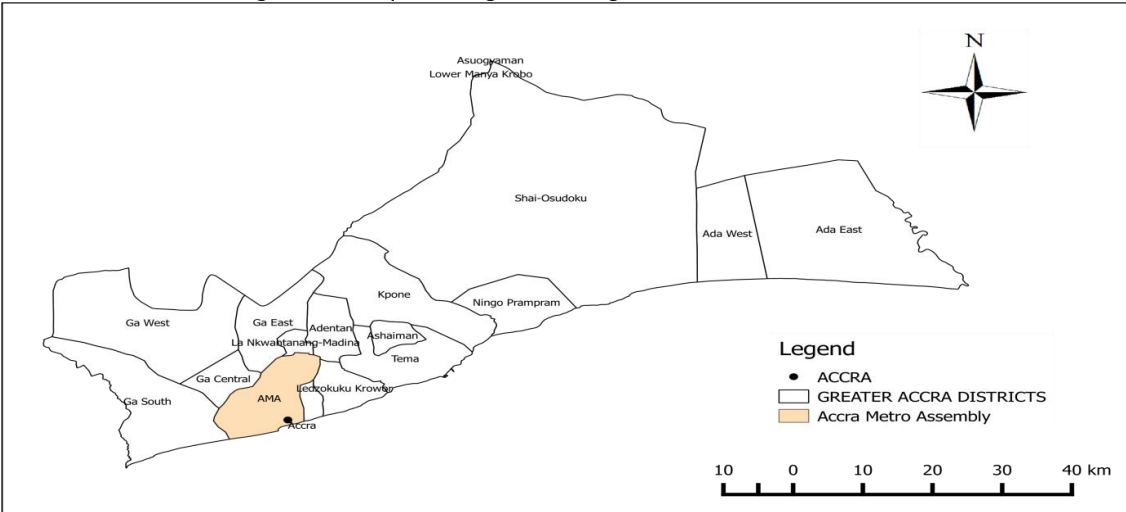 N
Asuogyaman
Lower Manya Krobo
Shai-Osudoku
Ada West
Ada East
Kpone
Ningo Prampram
Ga West
Ga East
Adentan
Ashaiman
La Nkwantanang-Madina
Tema
Ga Central
Ledzokuku Krowor
Ga South
AMA
Accra
Legend
ACCRA
GREATER ACCRA DISTRICTS
Accra Metro Assembly
10 0 10 20 30 40 km